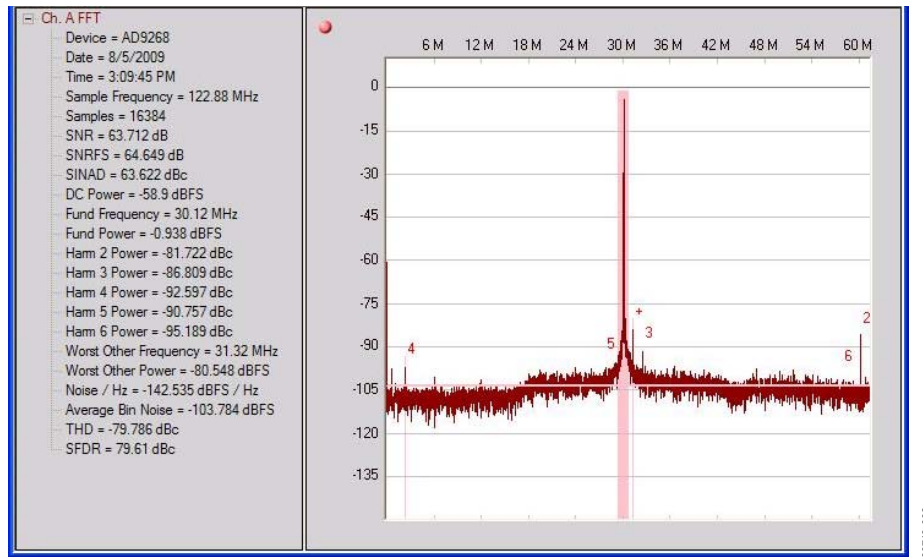 Ch. A FFT
Device = AD9268
Date = 8/5/2009
Time = 3:09:45 PM
Sample Frequency = 122.88 MHz
Samples = 16384
SNR = 63.712 dB
SNRFS = 64.649 dB
SINAD = 63.622 dBc
DC Power = -58.9 dBFS
Fund Frequency = 30.12 MHz
Fund Power = -0.938 dBFS
Harm 2 Power = -81.722 dBc
Harm 3 Power = -86.809 dBc
Harm 4 Power = -92.597 dBc
Harm 5 Power = -90.757 dBc
Harm 6 Power = -95.189 dBc
Worst Other Frequency = 31.32 MHz
Worst Other Power = -80.548 dBFS
Noise / Hz = -142.535 dBFS / Hz
Average Bin Noise = -103.784 dBFS
THD = -79.786 dBc
SFDR = 79.61 dBc
6 M 12 M 18 M 24 M 30 M 36 M 42 M 48 M 54 M 60 M
0
-15
-30
-45
-60
-75
+
2
3
5
-90
4
6
-105
-120
-135